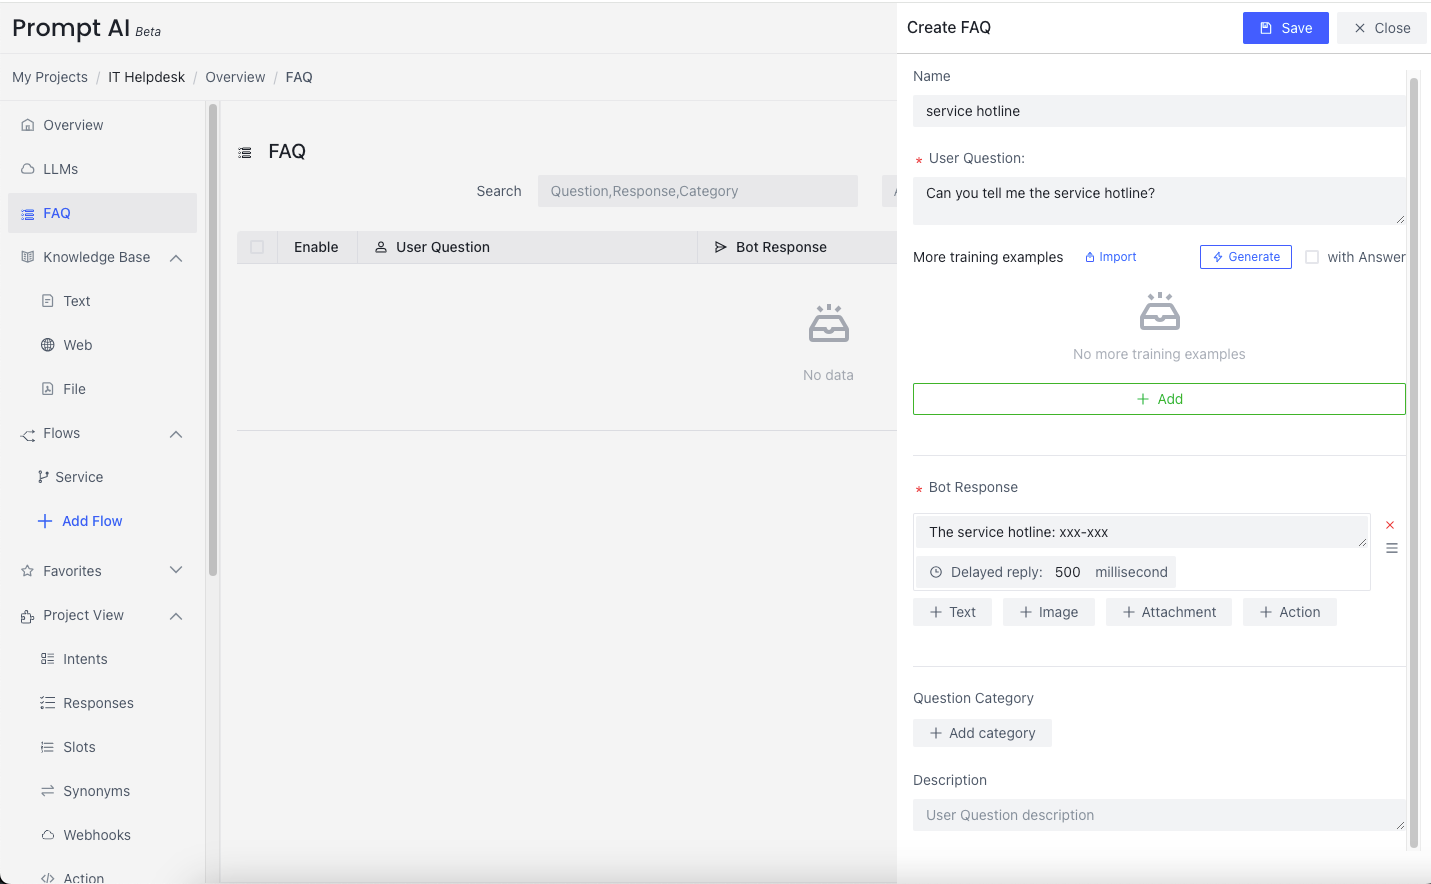 Prompt AI Beta
My Projects / IT Helpdesk / Overview / FAQ
Overview
LLMs
FAQ
Knowledge Base
Text
Web
File
Flows
Service
Add Flow
Favorites
Project View
Intents
Responses
Slots
Synonyms
Webhooks
Action
FAQ
Search Question,Response,Category
Enable User Question Bot Response
No data
Create FAQ Save Close
Name
service hotline
* User Question:
Can you tell me the service hotline?
More training examples Import Generate with Answer
No more training examples
+ Add
* Bot Response
The service hotline: xxx-xxx
Delayed reply: 500 millisecond
+ Text + Image + Attachment + Action
Question Category
+ Add category
Description
User Question description